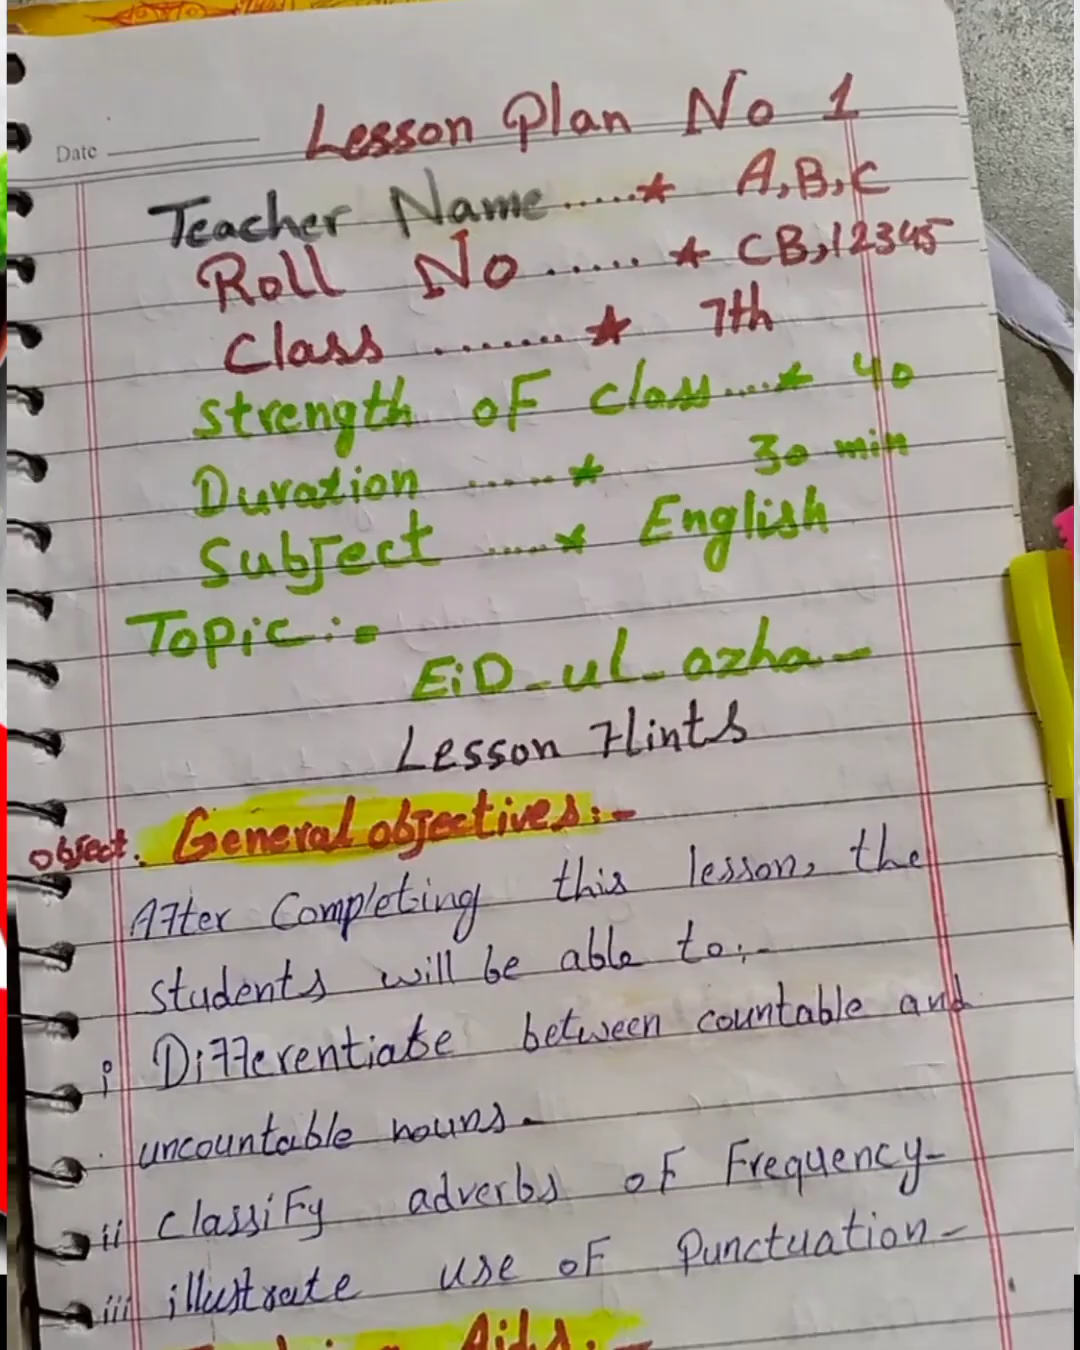 Date
Lesson Plan No 1
Teacher Name.....★ A,B,C
Roll No.....★ CB,12345
Class.......★ 7th
Strength of class...★ 40
Duration.....★ 30 min
Subject.....★ English
Topic:-
EiD-ul-azha-
Lesson Hints
object. General objectives:-
After Completing this lesson, the
students will be able to:-
i Differentiate between countable and
uncountable nouns.
ii classify adverbs of Frequency-
iii illustrate use of Punctuation-
Aids:-